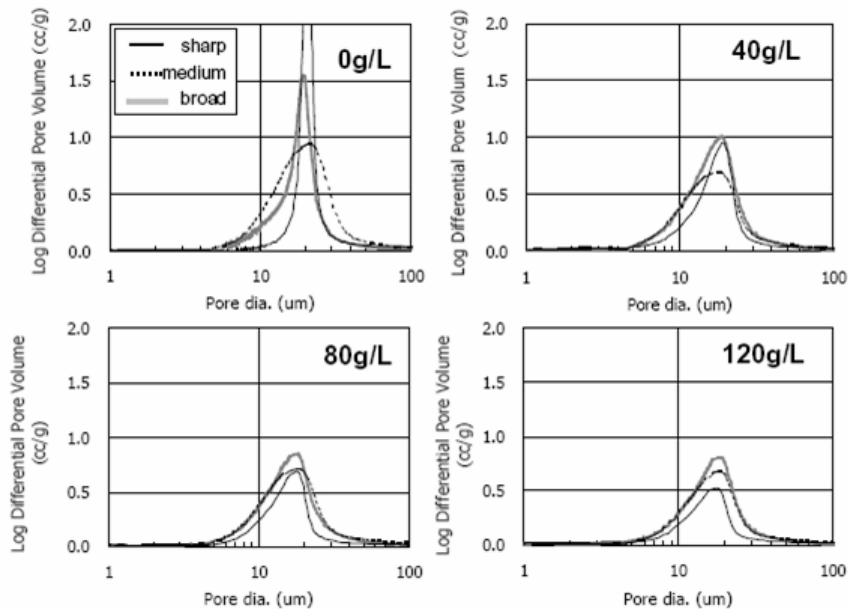 Log Differential Pore Volume (cc/g)
2.0
1.5
1.0
0.5
0.0
sharp
medium
broad
0g/L
1
10
100
Pore dia. (um)
Log Differential Pore Volum (cc/g)
2.0
1.5
1.0
0.5
0.0
40g/L
1
10
100
Pore dia. (um)
Log Differential Pore Volume
(cc/g)
2.0
1.5
1.0
0.5
0.0
80g/L
1
10
100
Pore dia. (um)
Log Differential Pore Volume
(cc/g)
2.0
1.5
1.0
0.5
0.0
120g/L
1
10
100
Pore dia. (um)